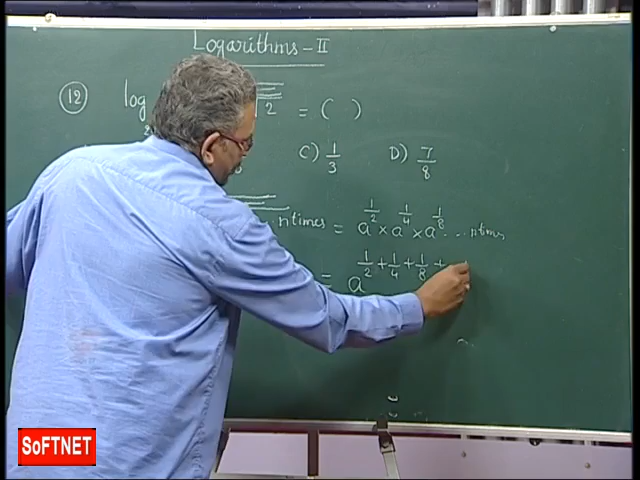 Logarithms - II
(12) log 2 = ( )
C) 1/3 D) 7/8
n times = a^(1/2) × a^(1/4) × a^(1/8) ... n times
= a^(1/2 + 1/4 + 1/8 +
SoFTNET